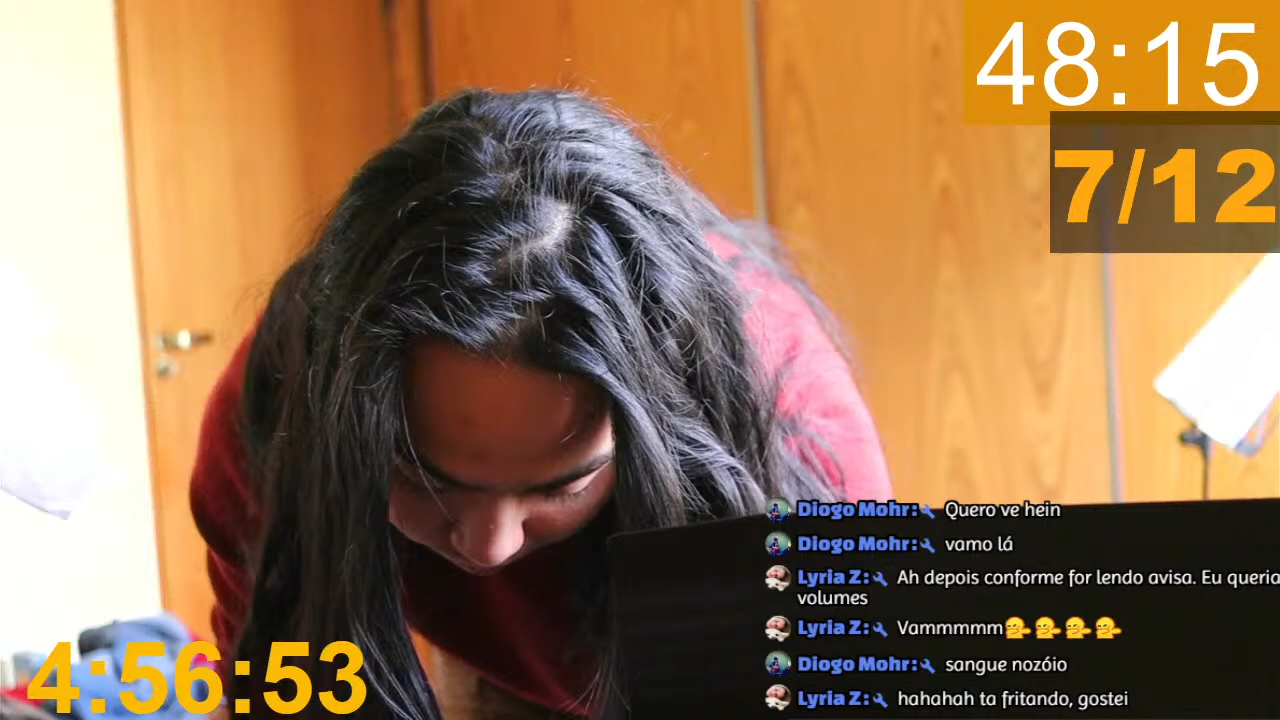 48:15
7/12
Diogo Mohr: Quero ve hein
Diogo Mohr: vamo lá
Lyria Z: Ah depois conforme for lendo avisa. Eu queria
volumes
Lyria Z: Vammmmm
Diogo Mohr: sangue nozóio
Lyria Z: hahahah ta fritando, gostei
4:56:53